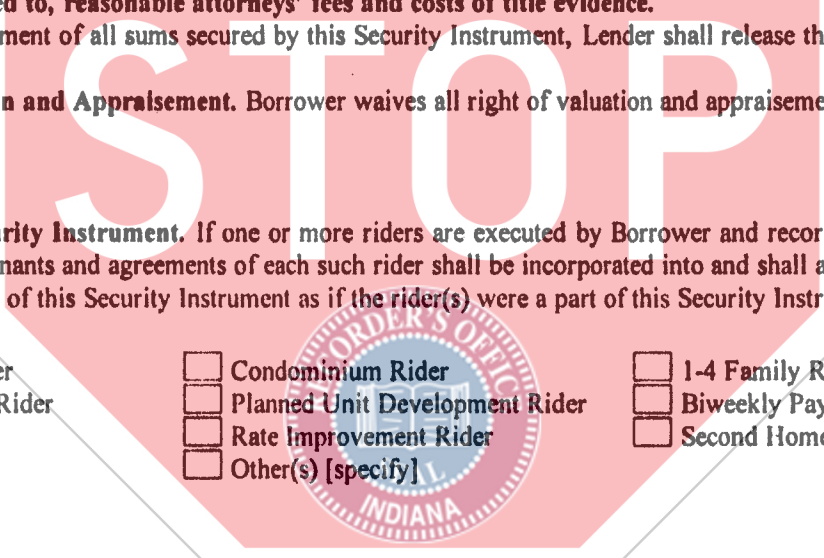 ed to, reasonable attorneys' fees and costs of title evidence.
ment of all sums secured by this Security Instrument, Lender shall release th
STOP
n and Appraisement. Borrower waives all right of valuation and appraiseme
urity Instrument. If one or more riders are executed by Borrower and recor
nants and agreements of each such rider shall be incorporated into and shall a
of this Security Instrument as if the rider(s) were a part of this Security Instr
RECORDER'S OFFIC
er Condominium Rider 1-4 Family R
Rider Planned Unit Development Rider Biweekly Pay
Rate Improvement Rider Second Home
Other(s) [specify]
INDIANA